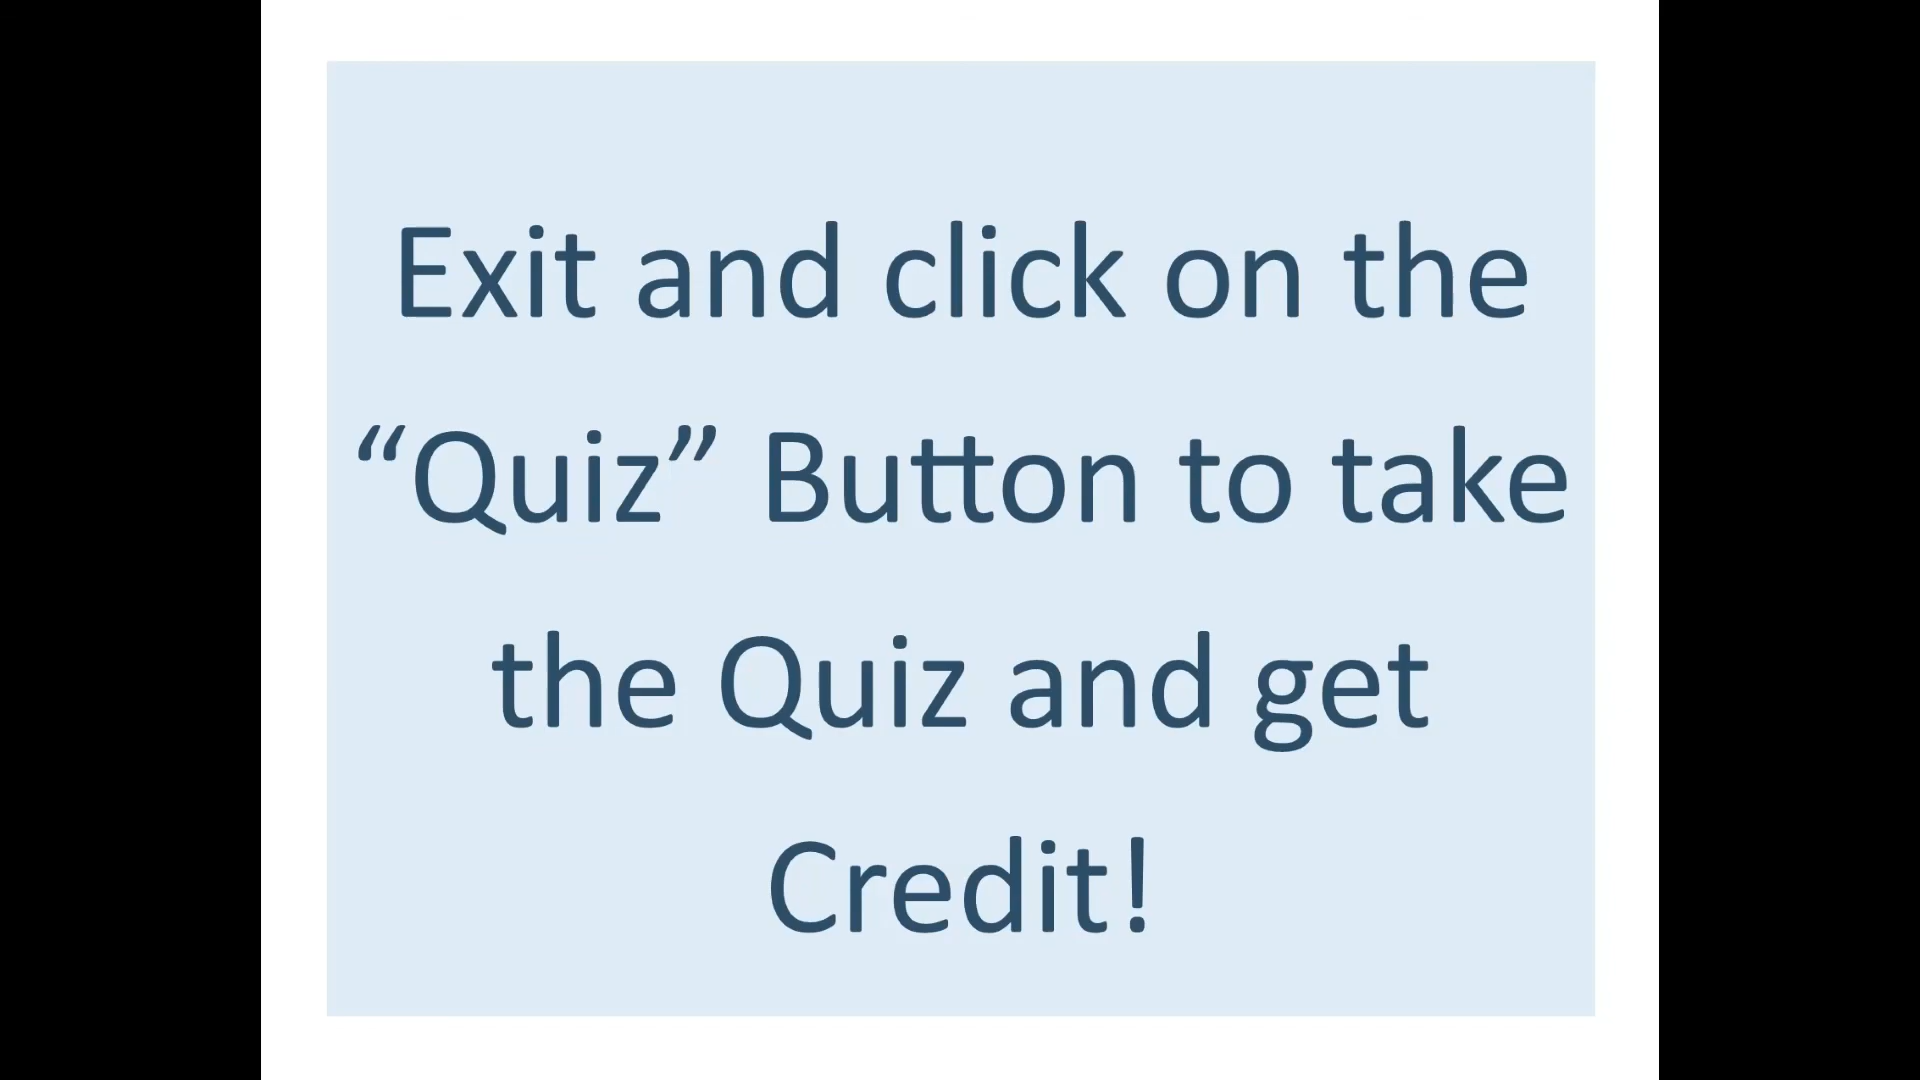 Exit and click on the
“Quiz” Button to take
the Quiz and get
Credit!